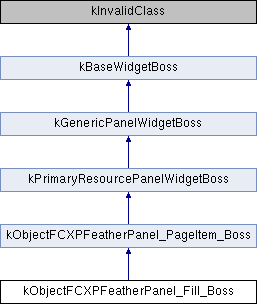 kInvalidClass
kBaseWidgetBoss
kGenericPanelWidgetBoss
kPrimaryResourcePanelWidgetBoss
kObjectFCXPFeatherPanel_PageItem_Boss
kObjectFCXPFeatherPanel_Fill_Boss